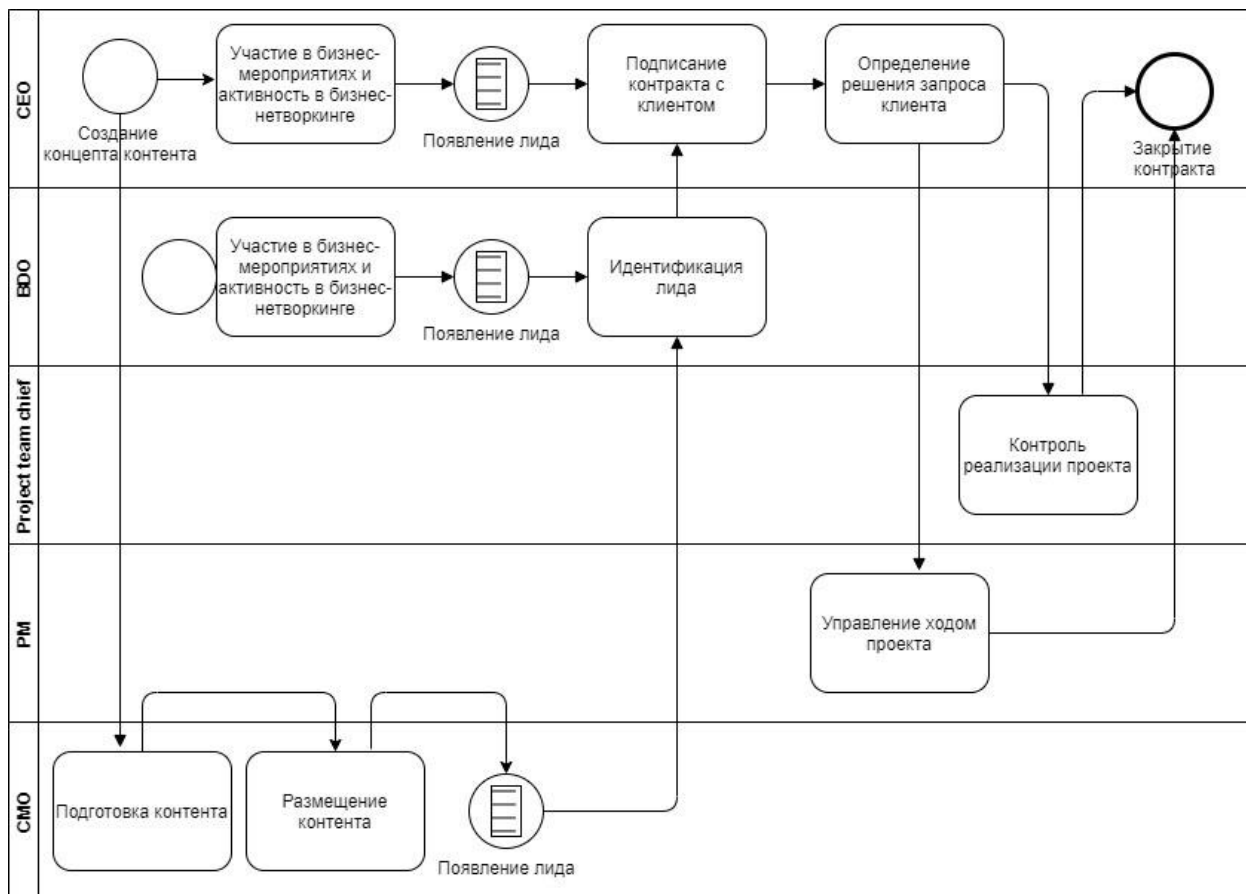 CEO
Создание
концепта контента
Участие в бизнес-
мероприятиях и
активность в бизнес-
нетворкинге
Появление лида
Подписание
контракта с
клиентом
Определение
решения запроса
клиента
Закрытие
контракта
BDO
Участие в бизнес-
мероприятиях и
активность в бизнес-
нетворкинге
Появление лида
Идентификация
лида
Project team chief
Контроль
реализации проекта
PM
Управление ходом
проекта
CMO
Подготовка контента
Размещение
контента
Появление лида